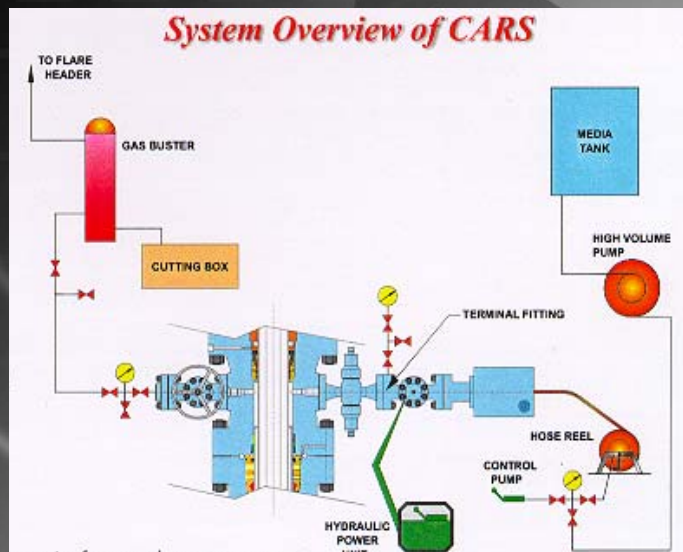 System Overview of CARS
TO FLARE
HEADER
GAS BUSTER
MEDIA
TANK
CUTTING BOX
HIGH VOLUME
PUMP
TERMINAL FITTING
HOSE REEL
CONTROL
PUMP
HYDRAULIC
POWER